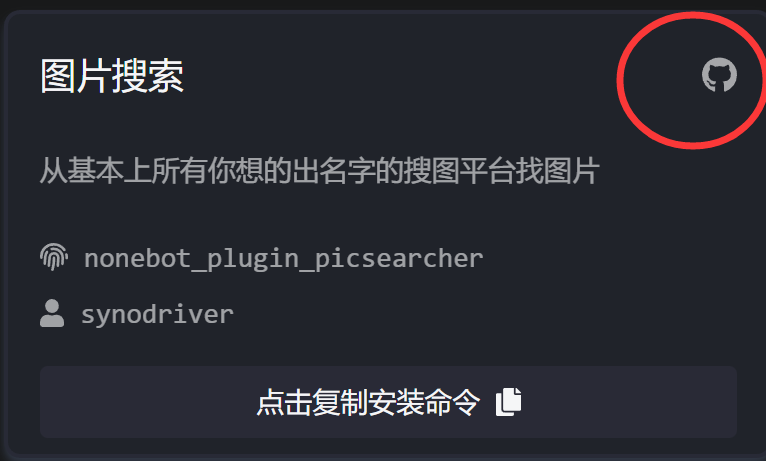 图片搜索
从基本上所有你想的出名字的搜图平台找图片
nonebot_plugin_picsearcher
synodriver
点击复制安装命令